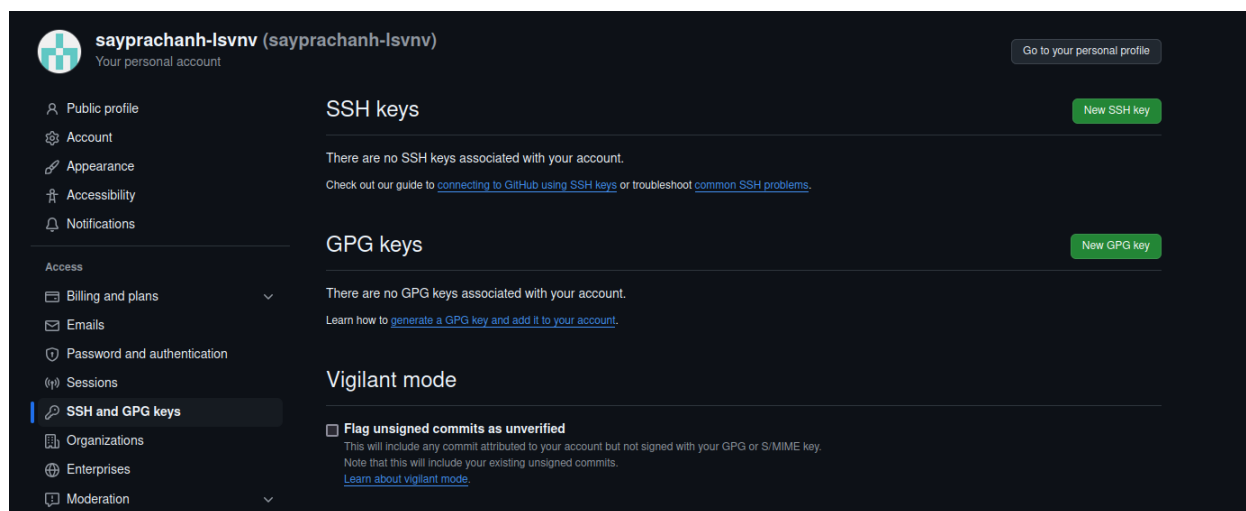 sayprachanh-lsvnv (sayprachanh-lsvnv)
Your personal account
Go to your personal profile
Public profile
Account
Appearance
Accessibility
Notifications
Access
Billing and plans
Emails
Password and authentication
Sessions
SSH and GPG keys
Organizations
Enterprises
Moderation
SSH keys
New SSH key
There are no SSH keys associated with your account.
Check out our guide to connecting to GitHub using SSH keys or troubleshoot common SSH problems.
GPG keys
New GPG key
There are no GPG keys associated with your account.
Learn how to generate a GPG key and add it to your account.
Vigilant mode
Flag unsigned commits as unverified
This will include any commit attributed to your account but not signed with your GPG or S/MIME key.
Note that this will include your existing unsigned commits.
Learn about vigilant mode.